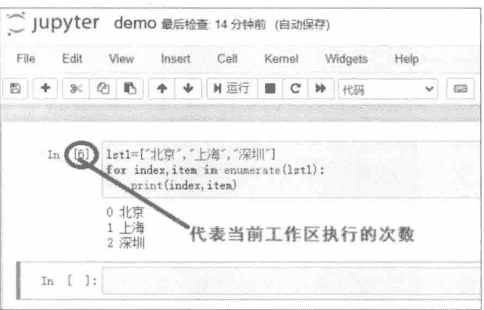 jupyter demo 最后检查: 14 分钟前 (自动保存)
File Edit View Insert Cell Kernel Widgets Help
运行 代码
In [6]: lst1=["北京","上海","深圳"]
for index,item in enumerate(lst1):
print(index,item)
0 北京
1 上海
2 深圳
代表当前工作区执行的次数
In [ ]: